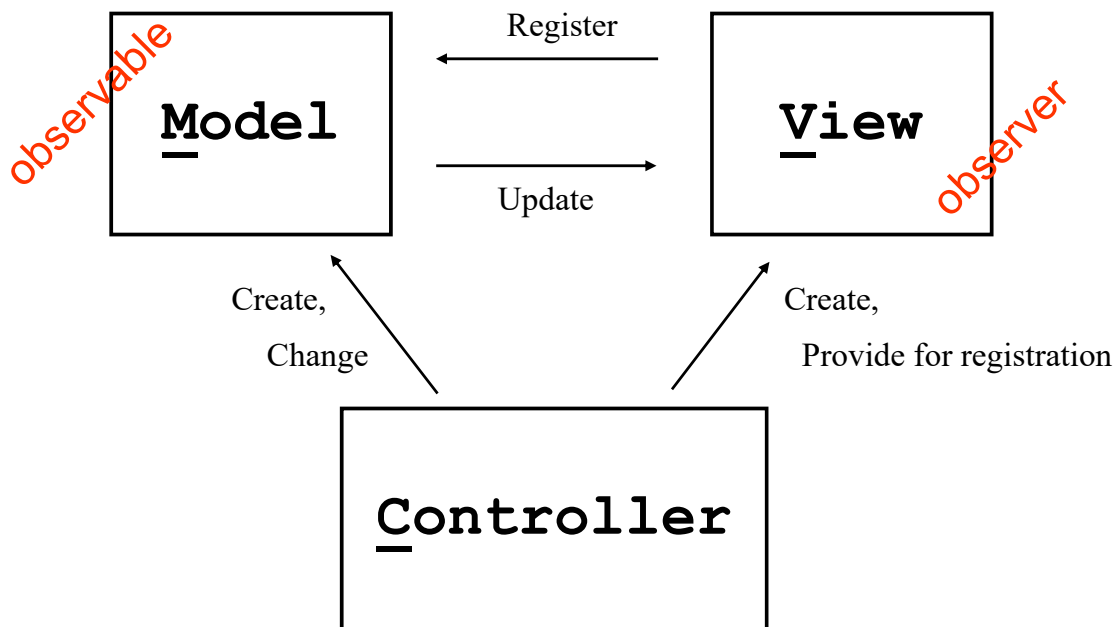 Register
observable
Model
View
observer
Update
Create,
Change
Create,
Provide for registration
Controller